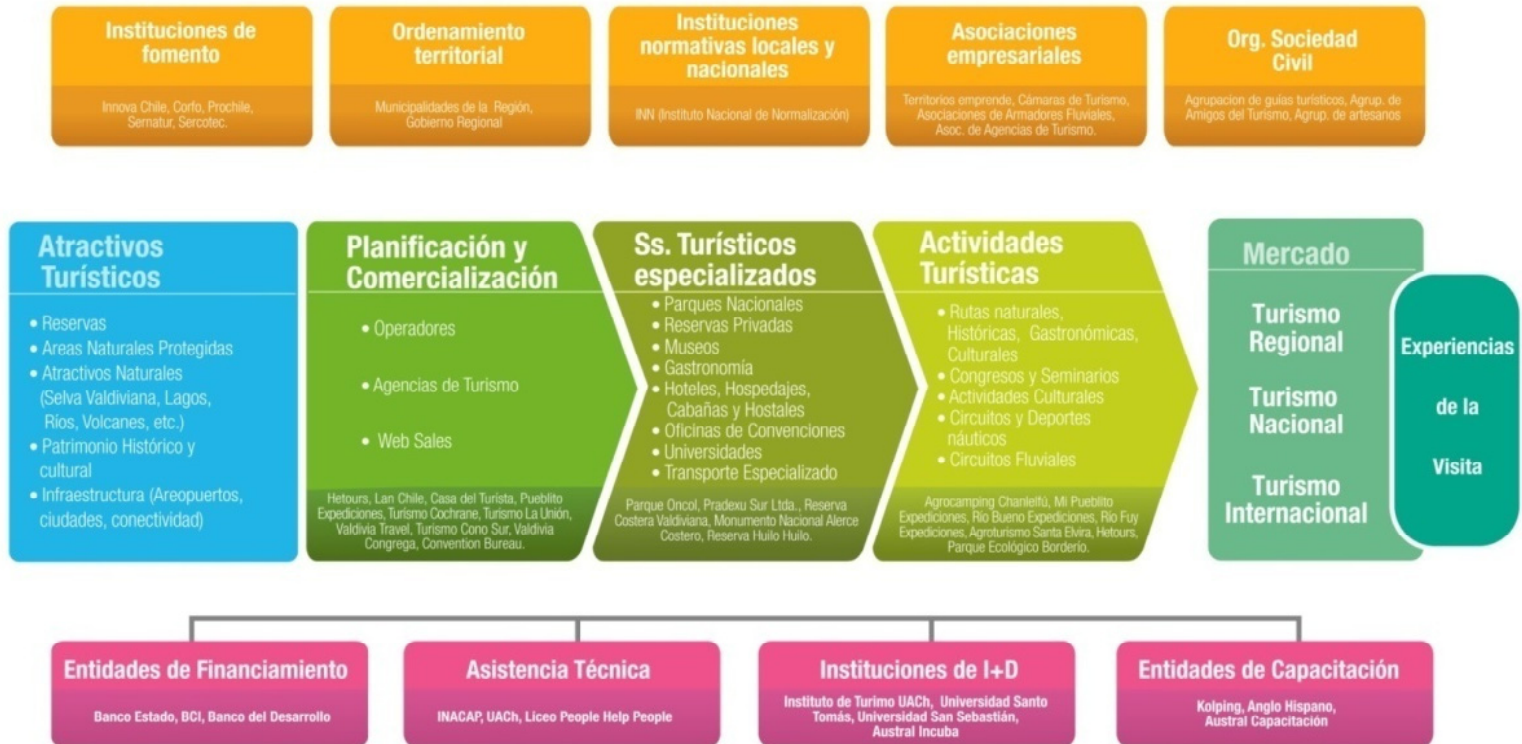 Instituciones de
fomento
Innova Chile, Corfo, Prochile,
Sernatur, Sercotec.
Ordenamiento
territorial
Municipalidades de la Región,
Gobierno Regional
Instituciones
normativas locales y
nacionales
INN (Instituto Nacional de Normalización)
Asociaciones
empresariales
Territorios emprende, Cámaras de Turismo,
Asociaciones de Armadores Fluviales,
Asoc. de Agencias de Turismo.
Org. Sociedad
Civil
Agrupacion de guías turísticos, Agrup. de
Amigos del Turismo, Agrup. de artesanos
Atractivos
Turísticos
• Reservas
• Areas Naturales Protegidas
• Atractivos Naturales
(Selva Valdiviana, Lagos,
Ríos, Volcanes, etc.)
• Patrimonio Histórico y
cultural
• Infraestructura (Areopuertos,
ciudades, conectividad)
Planificación y
Comercialización
• Operadores
• Agencias de Turismo
• Web Sales
Hetours, Lan Chile, Casa del Turista, Pueblito
Expediciones, Turismo Cochrane, Turismo La Unión,
Valdivia Travel, Turismo Cono Sur, Valdivia
Congrega, Convention Bureau.
Ss. Turísticos
especializados
• Parques Nacionales
• Reservas Privadas
• Museos
• Gastronomía
• Hoteles, Hospedajes,
Cabañas y Hostales
• Oficinas de Convenciones
• Universidades
• Transporte Especializado
Parque Oncol, Pradexu Sur Ltda., Reserva
Costera Valdiviana, Monumento Nacional Alerce
Costero, Reserva Huilo Huilo.
Actividades
Turísticas
• Rutas naturales,
Históricas, Gastronómicas,
Culturales
• Congresos y Seminarios
• Actividades Culturales
• Circuitos y Deportes
náuticos
• Circuitos Fluviales
Agrocamping Chanleifú, Mi Pueblito
Expediciones, Río Bueno Expediciones, Río Fuy
Expediciones, Agroturismo Santa Elvira, Hetours,
Parque Ecológico Borderío.
Mercado
Turismo
Regional
Turismo
Nacional
Turismo
Internacional
Experiencias
de la
Visita
Entidades de Financiamiento
Banco Estado, BCI, Banco del Desarrollo
Asistencia Técnica
INACAP, UACh, Liceo People Help People
Instituciones de I+D
Instituto de Turimo UACh, Universidad Santo
Tomás, Universidad San Sebastián,
Austral Incuba
Entidades de Capacitación
Kolping, Anglo Hispano,
Austral Capacitación